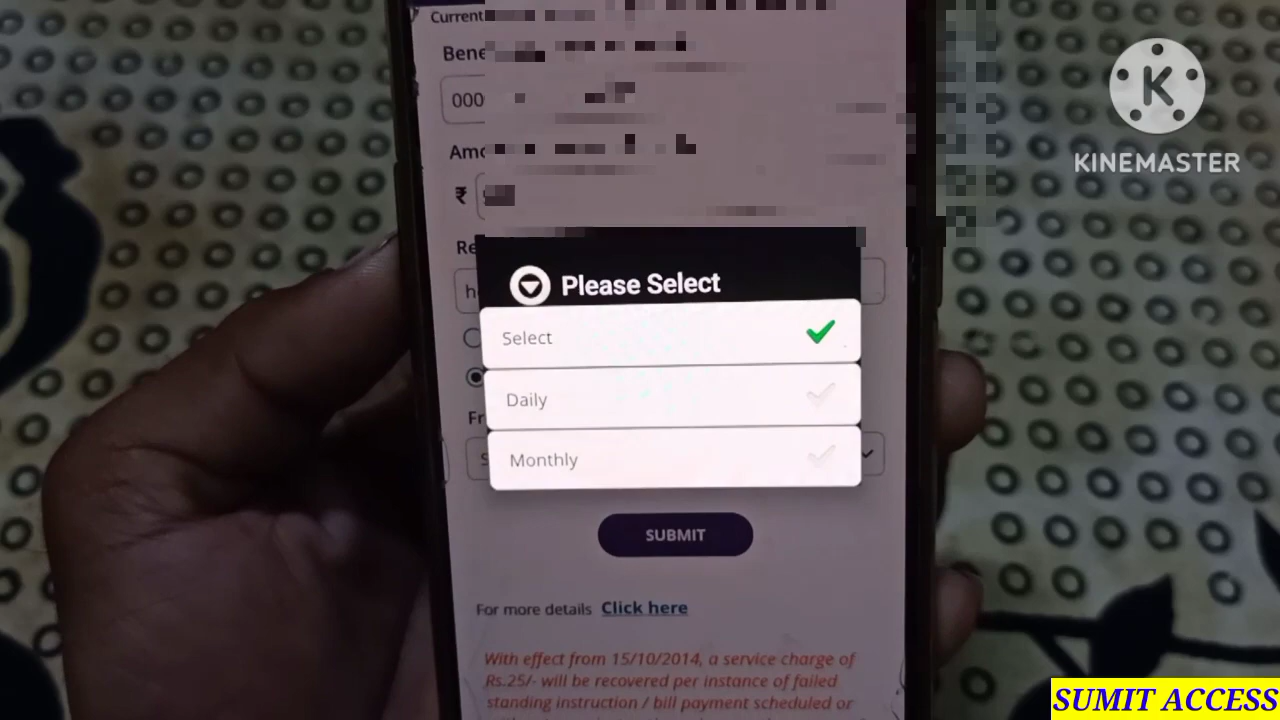 Current
Bene
000
Amo
₹
Re
h
Please Select
Select
Daily
Monthly
Fr
S
SUBMIT
For more details Click here
With effect from 15/10/2014, a service charge of
Rs.25/- will be recovered per instance of failed
standing instruction / bill payment scheduled or
K
KINEMASTER
SUMIT ACCESS